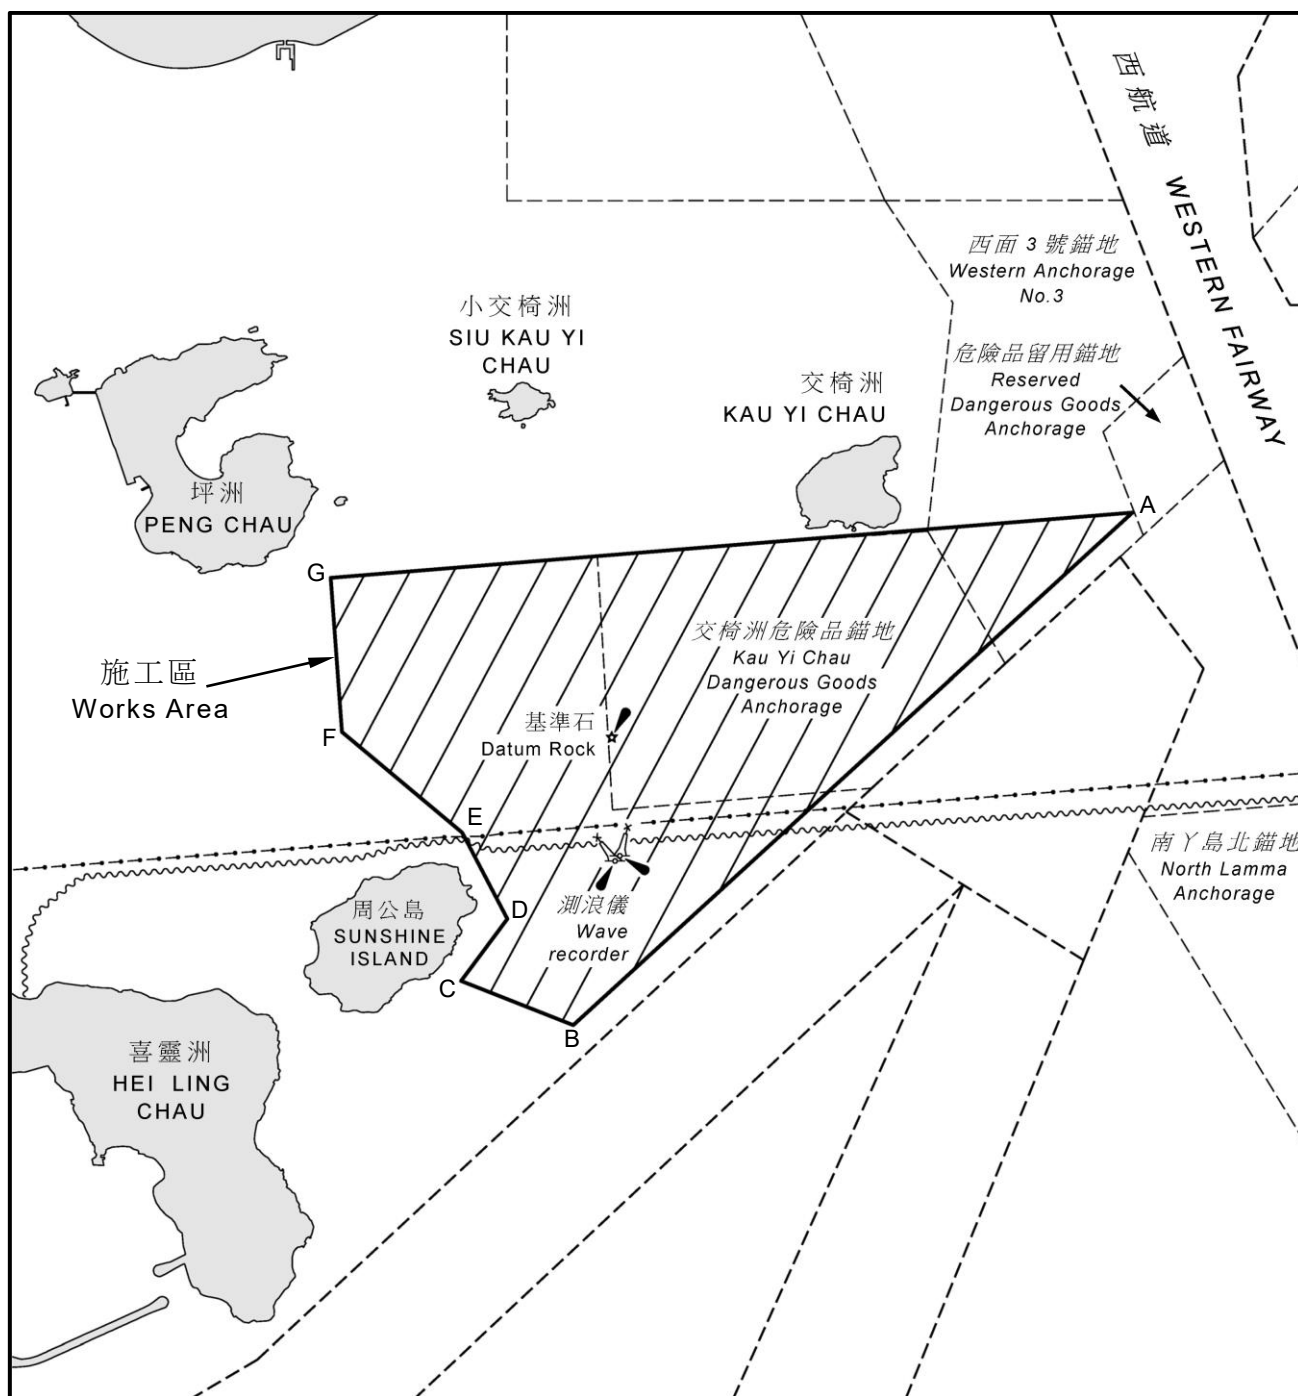 西航道 WESTERN FAIRWAY
西面 3 號錨地
Western Anchorage
No.3
小交椅洲
SIU KAU YI
CHAU
危險品留用錨地
Reserved
Dangerous Goods
Anchorage
交椅洲
KAU YI CHAU
坪洲
PENG CHAU
A
G
交椅洲危險品錨地
Kau Yi Chau
Dangerous Goods
Anchorage
施工區
Works Area
基準石
Datum Rock
F
E
南丫島北錨地
North Lamma
Anchorage
周公島
SUNSHINE
ISLAND
D
測浪儀
Wave
recorder
C
B
喜靈洲
HEI LING
CHAU